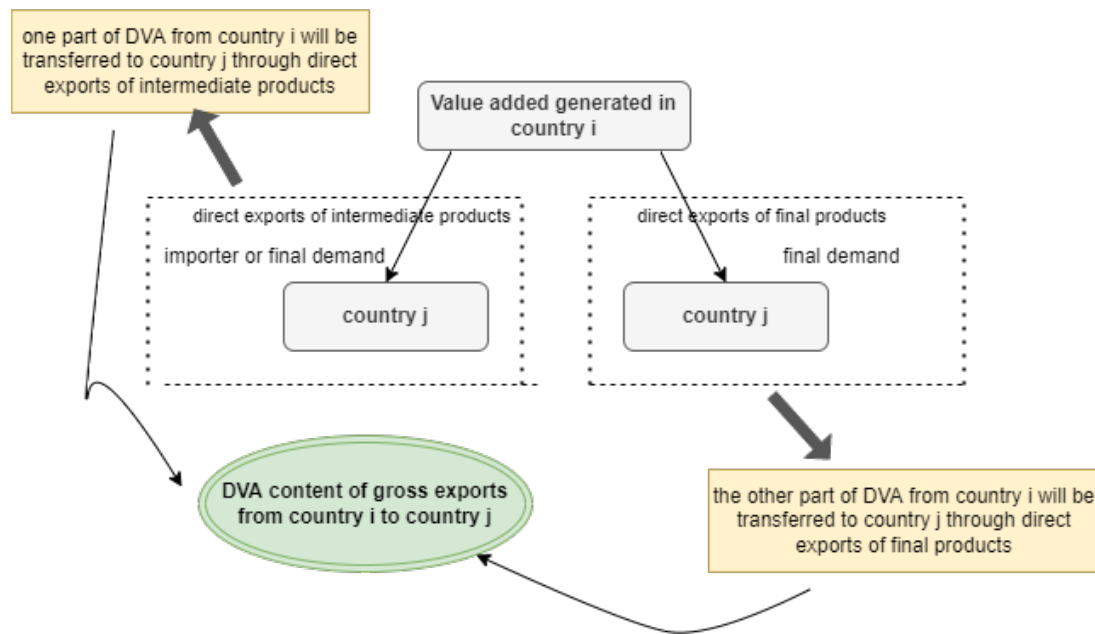 one part of DVA from country i will be
transferred to country j through direct
exports of intermediate products
Value added generated in
country i
direct exports of intermediate products
importer or final demand
country j
direct exports of final products
final demand
country j
DVA content of gross exports
from country i to country j
the other part of DVA from country i will be
transferred to country j through direct
exports of final products